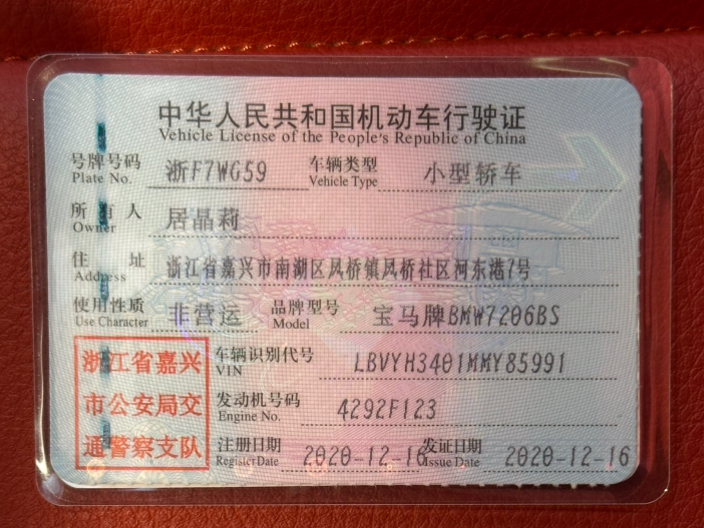 中华人民共和国机动车行驶证
Vehicle License of the People's Republic of China
号牌号码 浙F7WG59 车辆类型 小型轿车
Plate No. Vehicle Type
所有人 居晶莉
Owner
住址 浙江省嘉兴市南湖区凤桥镇凤桥社区河东港7号
Address
使用性质 非营运 品牌型号 宝马牌BMW7206BS
Use Character Model
浙江省嘉兴
市公安局交
通警察支队
车辆识别代号 LBVYH3401MMY85991
VIN
发动机号码 4292F123
Engine No.
注册日期 2020-12-16 发证日期 2020-12-16
Register Date Issue Date